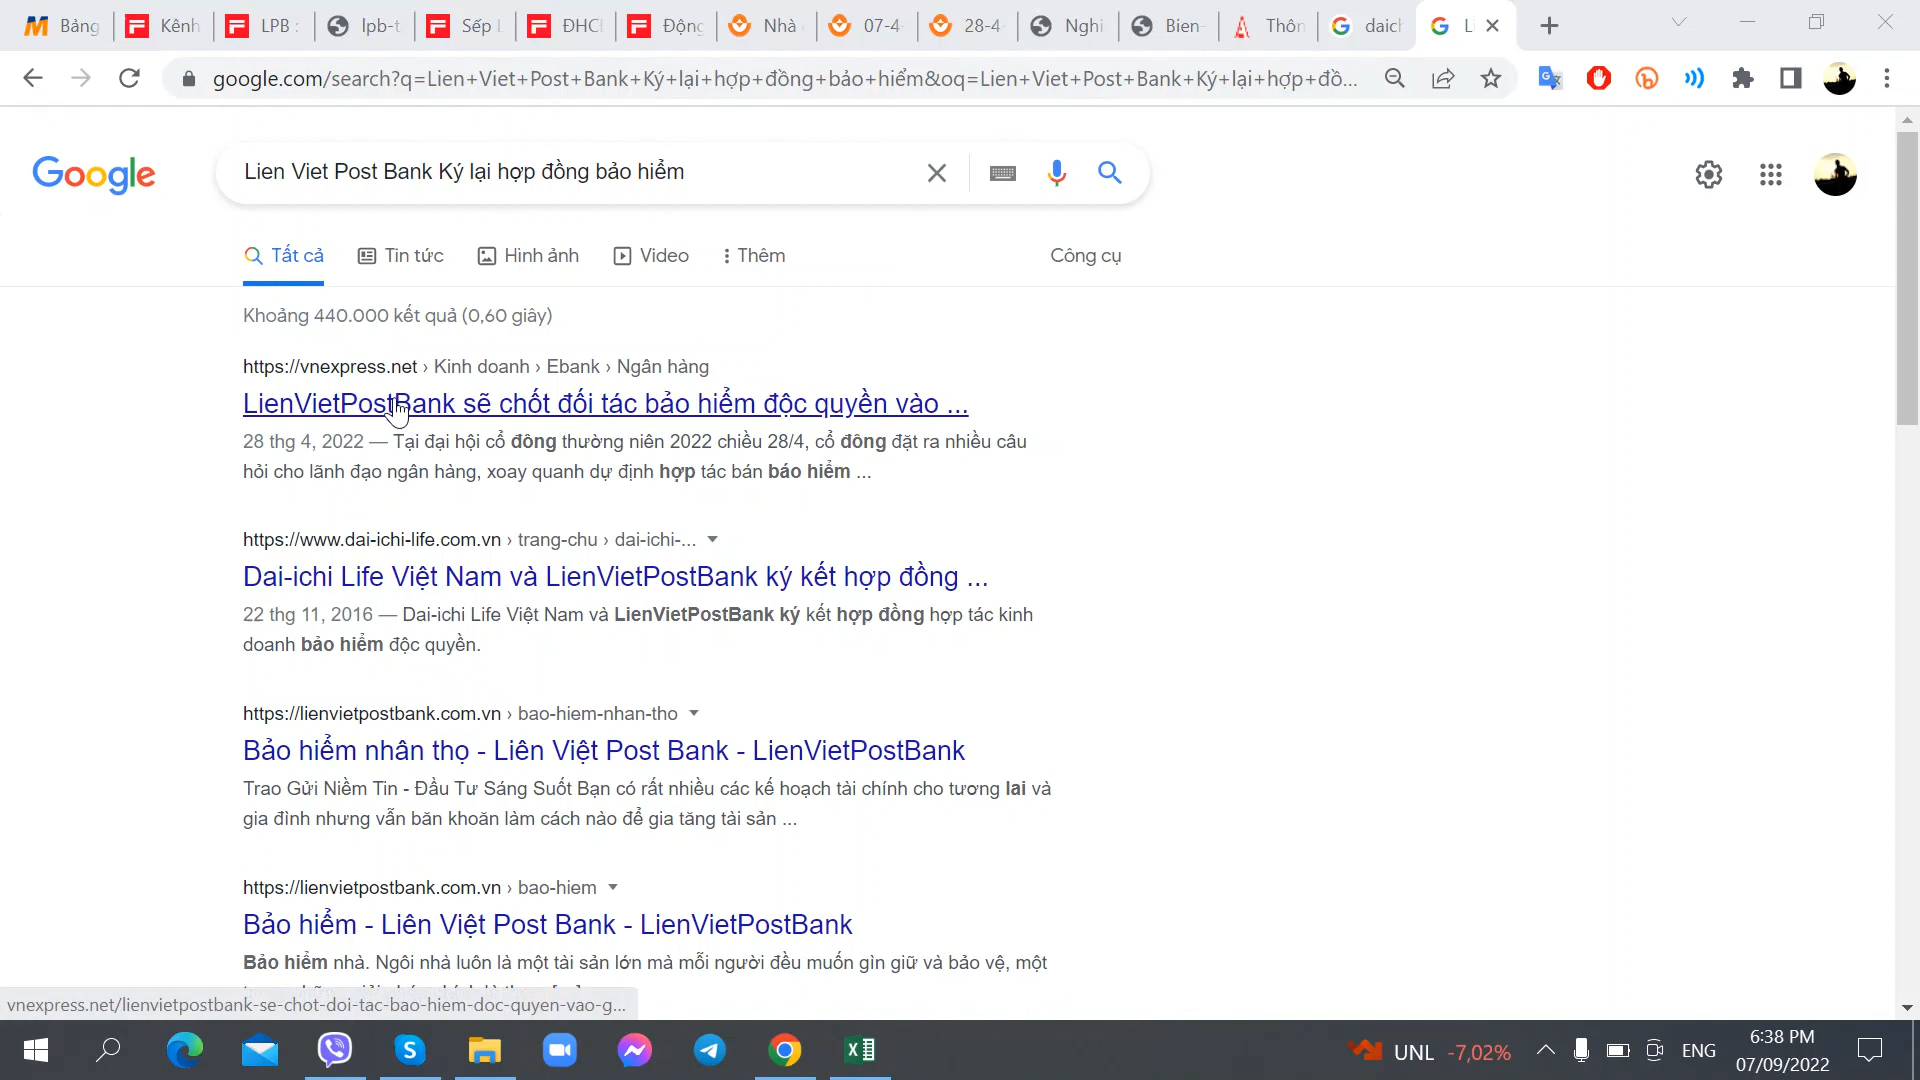 Bảng
Kênh
LPB :
lpb-t
Sếp L
ĐHCĐ
Động
Nhà
07-4
28-4
Nghi
Bien-
Thôn
daich
Li
google.com/search?q=Lien+Viet+Post+Bank+Ký+lại+hợp+đồng+bảo+hiểm&oq=Lien+Viet+Post+Bank+Ký+lại+hợp+đồ...
Google
Lien Viet Post Bank Ký lại hợp đồng bảo hiểm
Tất cả
Tin tức
Hình ảnh
Video
Thêm
Công cụ
Khoảng 440.000 kết quả (0,60 giây)
https://vnexpress.net › Kinh doanh › Ebank › Ngân hàng
LienVietPostBank sẽ chốt đối tác bảo hiểm độc quyền vào ...
28 thg 4, 2022 — Tại đại hội cổ đông thường niên 2022 chiều 28/4, cổ đông đặt ra nhiều câu
hỏi cho lãnh đạo ngân hàng, xoay quanh dự định hợp tác bán bảo hiểm ...
https://www.dai-ichi-life.com.vn › trang-chu › dai-ichi-...
Dai-ichi Life Việt Nam và LienVietPostBank ký kết hợp đồng ...
22 thg 11, 2016 — Dai-ichi Life Việt Nam và LienVietPostBank ký kết hợp đồng hợp tác kinh
doanh bảo hiểm độc quyền.
https://lienvietpostbank.com.vn › bao-hiem-nhan-tho
Bảo hiểm nhân thọ - Liên Việt Post Bank - LienVietPostBank
Trao Gửi Niềm Tin - Đầu Tư Sáng Suốt Bạn có rất nhiều các kế hoạch tài chính cho tương lai và
gia đình nhưng vẫn băn khoăn làm cách nào để gia tăng tài sản ...
https://lienvietpostbank.com.vn › bao-hiem
Bảo hiểm - Liên Việt Post Bank - LienVietPostBank
Bảo hiểm nhà. Ngôi nhà luôn là một tài sản lớn mà mỗi người đều muốn gìn giữ và bảo vệ, một
vnexpress.net/lienvietpostbank-se-chot-doi-tac-bao-hiem-doc-quyen-vao-g...
UNL -7,02%
ENG
6:38 PM
07/09/2022